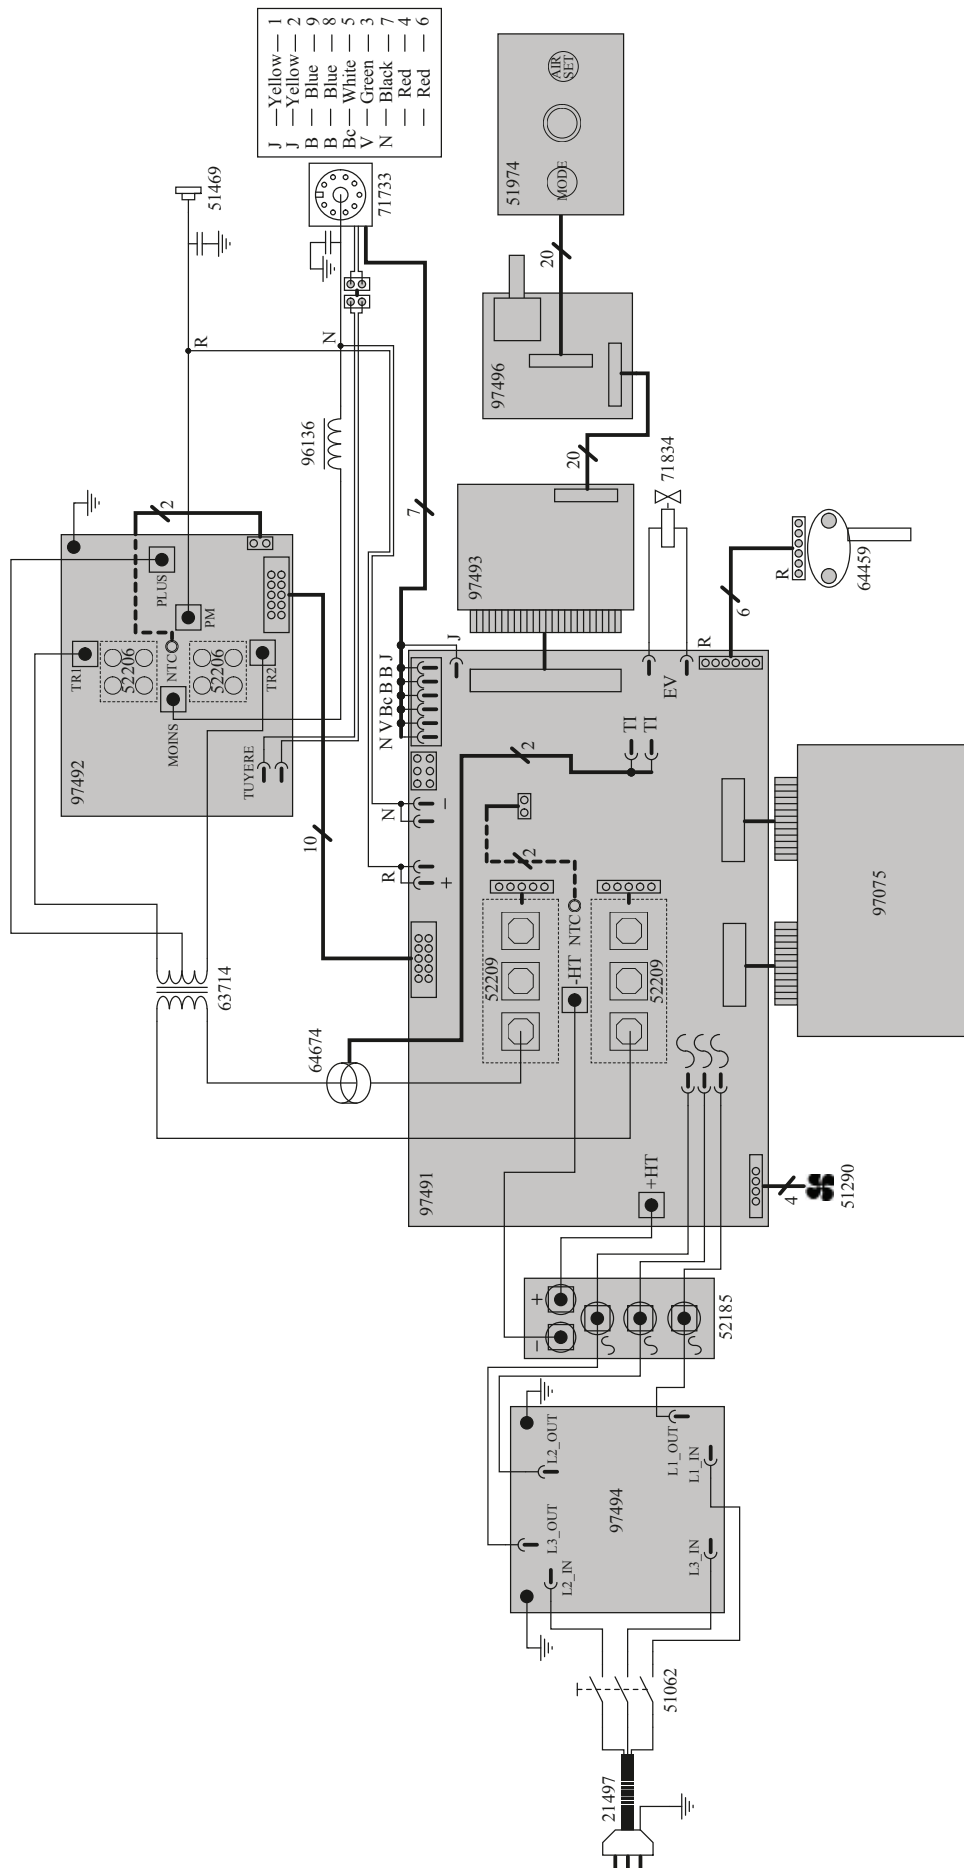 J — Yellow — 1
J — Yellow — 2
B — Blue — 9
B — Blue — 8
Bc — White — 5
V — Green — 3
N — Black — 7
— Red — 4
— Red — 6
51469
71733
51974
MODE
AIR
SET
20
97496
20
97493
71834
R
N
96136
7
2
97492
TR1
PLUS
PM
52206
NTC
52206
TR2
MOINS
TUYERE
10
63714
64674
N V Bc B B J
J
N
−
R
+
2
TI
TI
EV
R
6
R
64459
2
NTC
52209
-HT
52209
97491
+HT
97075
4
51290
+
−
52185
L2_OUT
L3_OUT
L2_IN
97494
L1_OUT
L1_IN
L3_IN
51062
21497